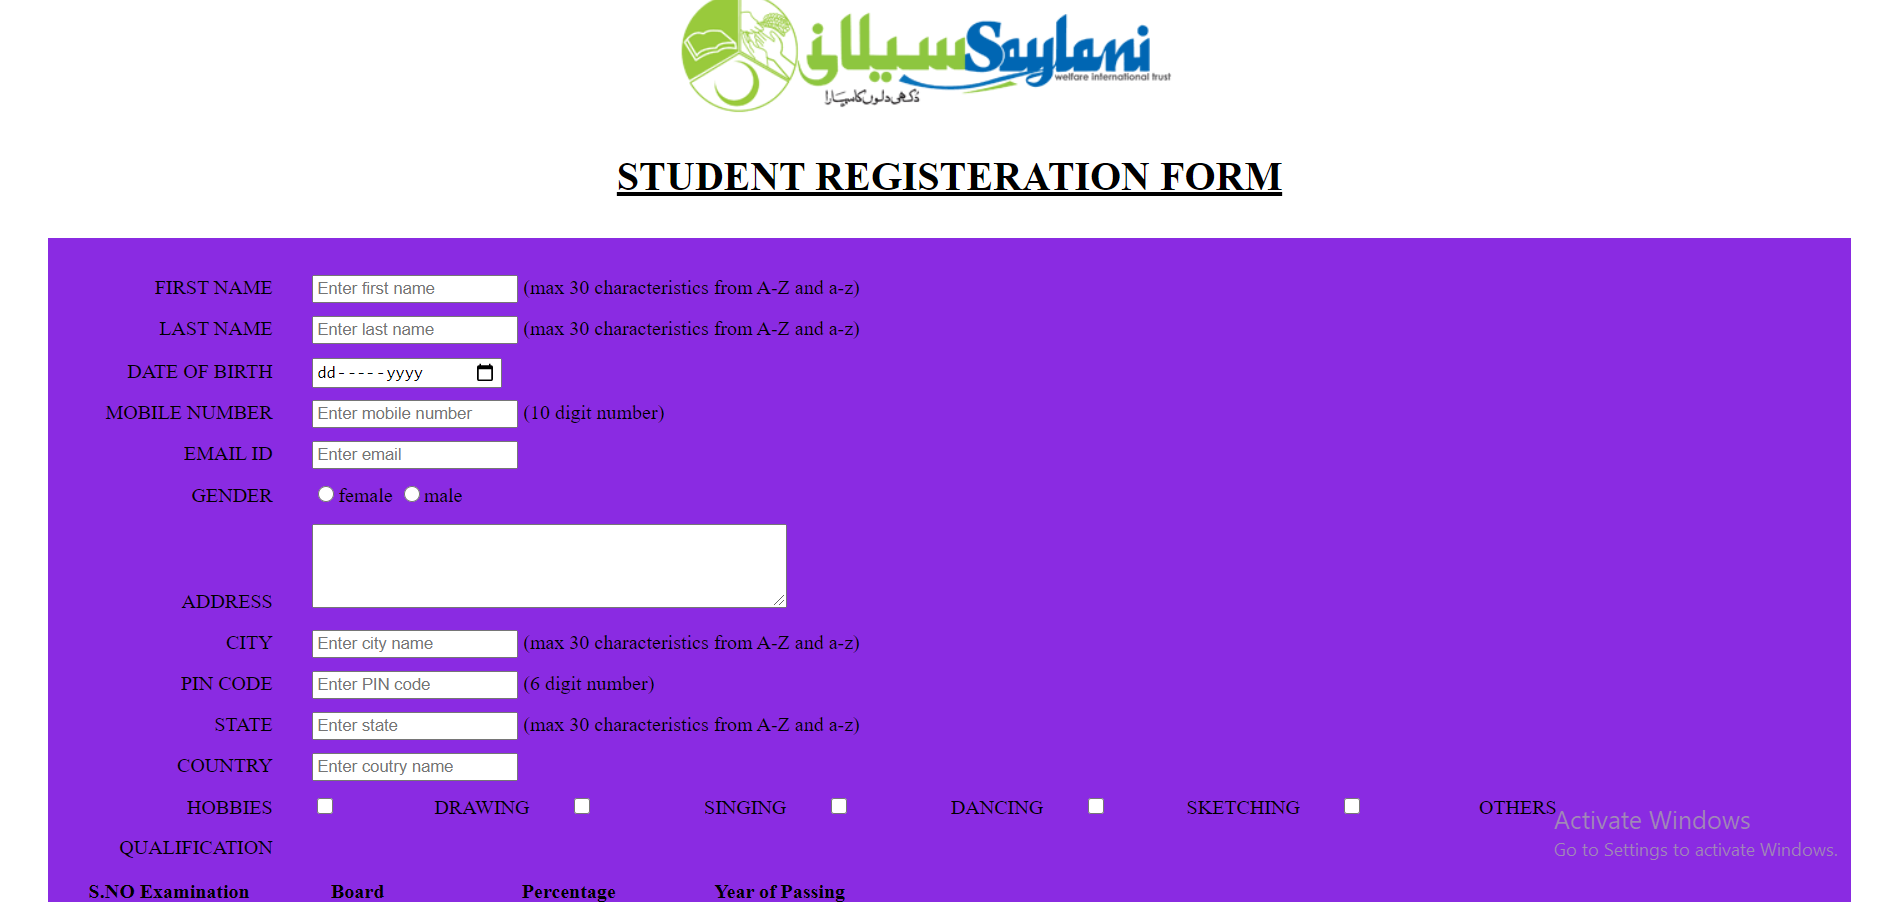 سیلانی Saylani
welfare international trust
دُکھی دلوں کا سہارا
STUDENT REGISTERATION FORM
FIRST NAME Enter first name (max 30 characteristics from A-Z and a-z)
LAST NAME Enter last name (max 30 characteristics from A-Z and a-z)
DATE OF BIRTH dd-----yyyy
MOBILE NUMBER Enter mobile number (10 digit number)
EMAIL ID Enter email
GENDER female male
ADDRESS
CITY Enter city name (max 30 characteristics from A-Z and a-z)
PIN CODE Enter PIN code (6 digit number)
STATE Enter state (max 30 characteristics from A-Z and a-z)
COUNTRY Enter coutry name
HOBBIES DRAWING SINGING DANCING SKETCHING OTHERS
Activate Windows
Go to Settings to activate Windows.
QUALIFICATION
S.NO Examination Board Percentage Year of Passing